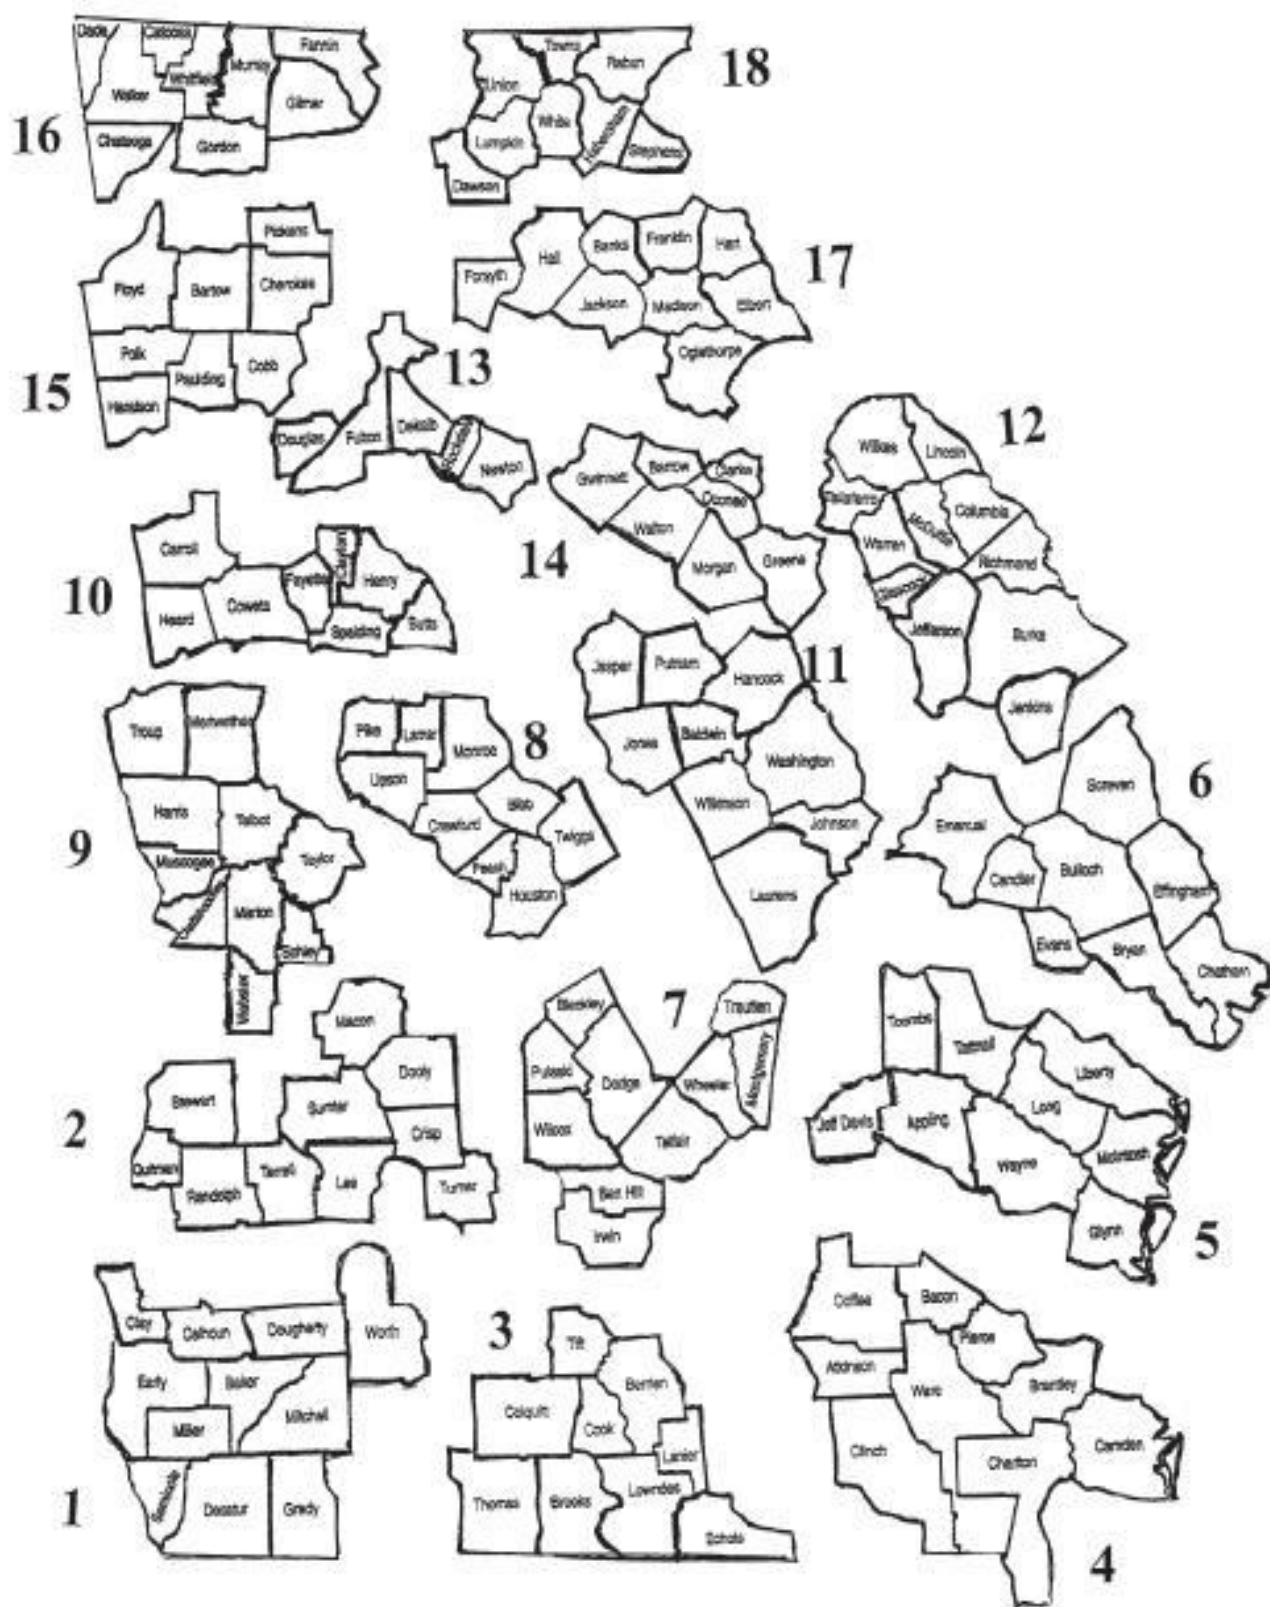 Dade
Catoosa
Fannin
Whitfield
Murray
Walker
Gilmer
16
Chatooga
Gordon
Towns
Rabun
18
Union
White
Lumpkin
Habersham
Stephens
Dawson
Pickens
Floyd
Bartow
Cherokee
Polk
Paulding
Cobb
15
Haralson
Hall
Banks
Franklin
Hart
17
Forsyth
Jackson
Madison
Elbert
Oglethorpe
13
Douglas
Fulton
Dekalb
Rockdale
Newton
12
Wilkes
Lincoln
Taliaferro
McDuffie
Columbia
Warren
Richmond
Glascock
Jefferson
Burke
Jenkins
Gwinnett
Barrow
Clarke
Oconee
Walton
14
Morgan
Greene
Carroll
10
Fayette
Clayton
Henry
Heard
Coweta
Spalding
Butts
11
Jasper
Putnam
Hancock
Jones
Baldwin
Washington
Wilkinson
Johnson
Laurens
Troup
Meriwether
Harris
Talbot
9
Muscogee
Taylor
Marion
Schley
Webster
Pike
Lamar
Monroe
8
Upson
Bibb
Crawford
Twiggs
Peach
Houston
Screven
6
Emanuel
Bulloch
Candler
Effingham
Evans
Bryan
Chatham
Macon
Dooly
Stewart
Sumter
2
Crisp
Quitman
Randolph
Terrell
Lee
Turner
Bleckley
7
Treutlen
Pulaski
Dodge
Wheeler
Montgomery
Wilcox
Telfair
Ben Hill
Irwin
Toombs
Tattnall
Liberty
Jeff Davis
Appling
Long
Wayne
McIntosh
Glynn
5
Clay
Calhoun
Dougherty
Worth
Early
Baker
Miller
Mitchell
1
Seminole
Decatur
Grady
3
Tift
Berrien
Colquitt
Cook
Lanier
Thomas
Brooks
Lowndes
Echols
Coffee
Bacon
Pierce
Atkinson
Ware
Brantley
Clinch
Charlton
Camden
4